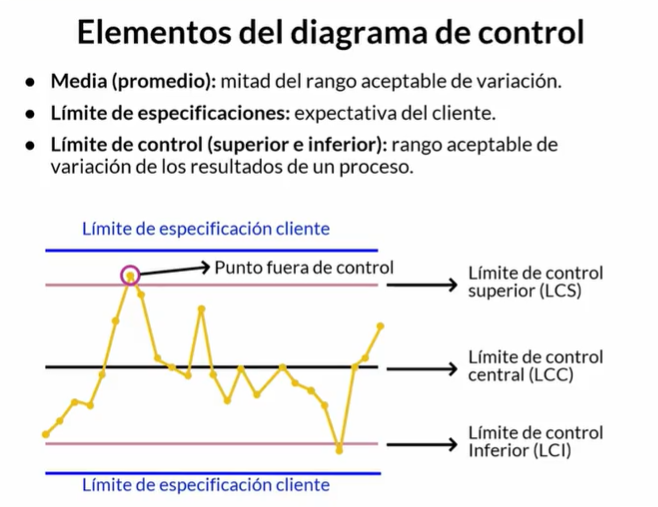 Elementos del diagrama de control
● Media (promedio): mitad del rango aceptable de variación.
● Límite de especificaciones: expectativa del cliente.
● Límite de control (superior e inferior): rango aceptable de
variación de los resultados de un proceso.
Límite de especificación cliente
Punto fuera de control
Límite de control
superior (LCS)
Límite de control
central (LCC)
Límite de control
Inferior (LCI)
Límite de especificación cliente